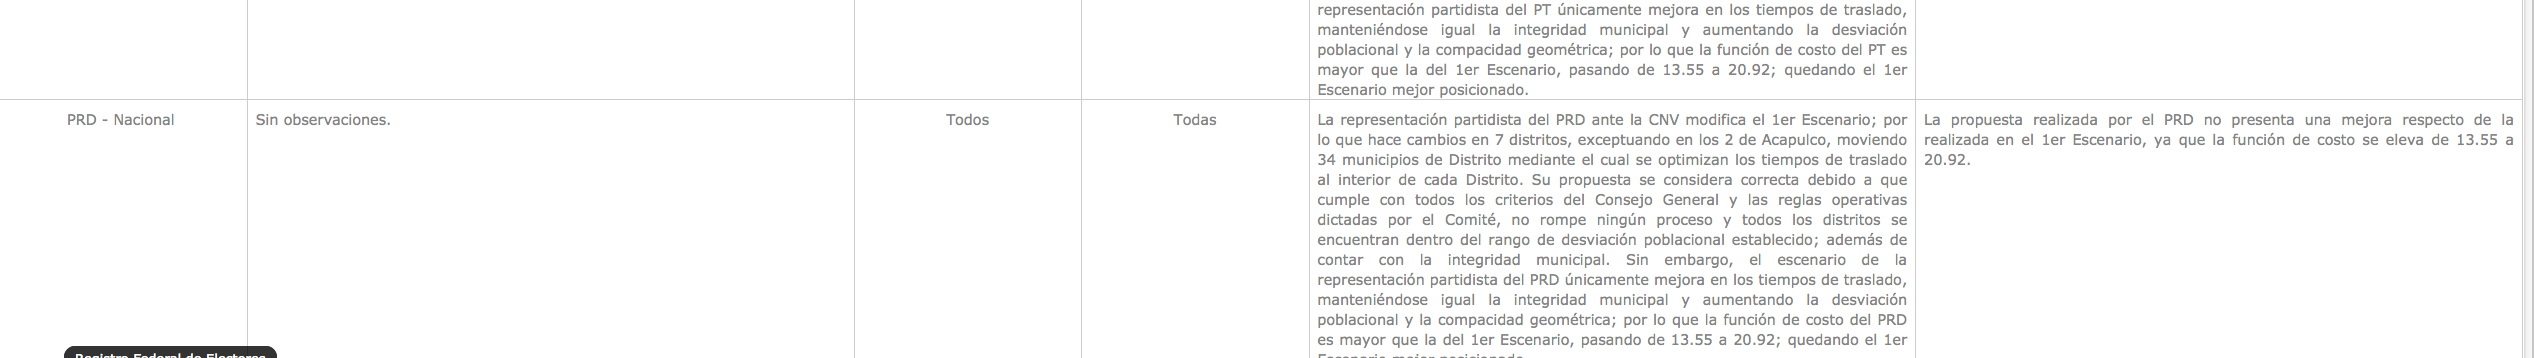 representación partidista del PT únicamente mejora en los tiempos de traslado,
manteniéndose igual la integridad municipal y aumentando la desviación
poblacional y la compacidad geométrica; por lo que la función de costo del PT es
mayor que la del 1er Escenario, pasando de 13.55 a 20.92; quedando el 1er
Escenario mejor posicionado.
PRD - Nacional
Sin observaciones.
Todos
Todas
La representación partidista del PRD ante la CNV modifica el 1er Escenario; por
lo que hace cambios en 7 distritos, exceptuando en los 2 de Acapulco, moviendo
34 municipios de Distrito mediante el cual se optimizan los tiempos de traslado
al interior de cada Distrito. Su propuesta se considera correcta debido a que
cumple con todos los criterios del Consejo General y las reglas operativas
dictadas por el Comité, no rompe ningún proceso y todos los distritos se
encuentran dentro del rango de desviación poblacional establecido; además de
contar con la integridad municipal. Sin embargo, el escenario de la
representación partidista del PRD únicamente mejora en los tiempos de traslado,
manteniéndose igual la integridad municipal y aumentando la desviación
poblacional y la compacidad geométrica; por lo que la función de costo del PRD
es mayor que la del 1er Escenario, pasando de 13.55 a 20.92; quedando el 1er
Escenario mejor posicionado.
La propuesta realizada por el PRD no presenta una mejora respecto de la
realizada en el 1er Escenario, ya que la función de costo se eleva de 13.55 a
20.92.
Registro Federal de Electores